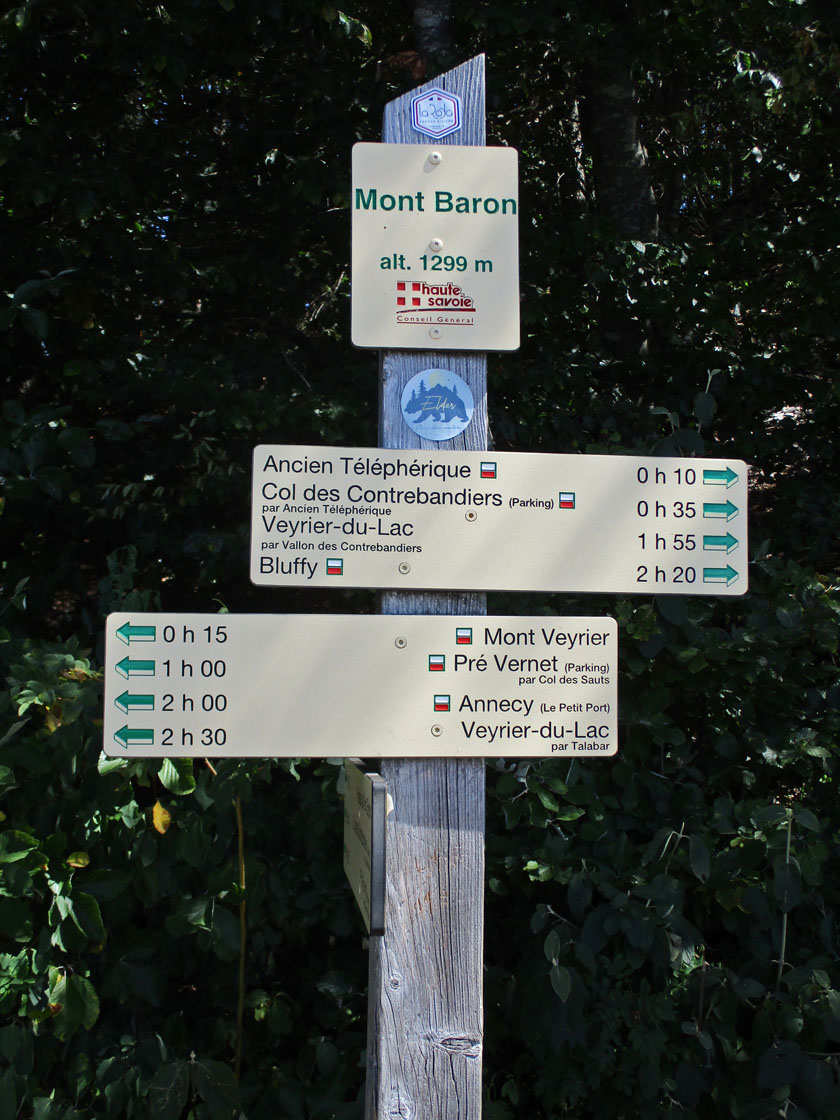 LaRoya
Mont Baron
alt. 1299 m
haute
savoie
Conseil Général
Elder
Ancien Téléphérique 0 h 10
Col des Contrebandiers (Parking) 0 h 35
par Ancien Téléphérique
Veyrier-du-Lac 1 h 55
par Vallon des Contrebandiers
Bluffy 2 h 20
0 h 15 Mont Veyrier
1 h 00 Pré Vernet (Parking)
par Col des Sauts
2 h 00 Annecy (Le Petit Port)
2 h 30 Veyrier-du-Lac
par Talabar